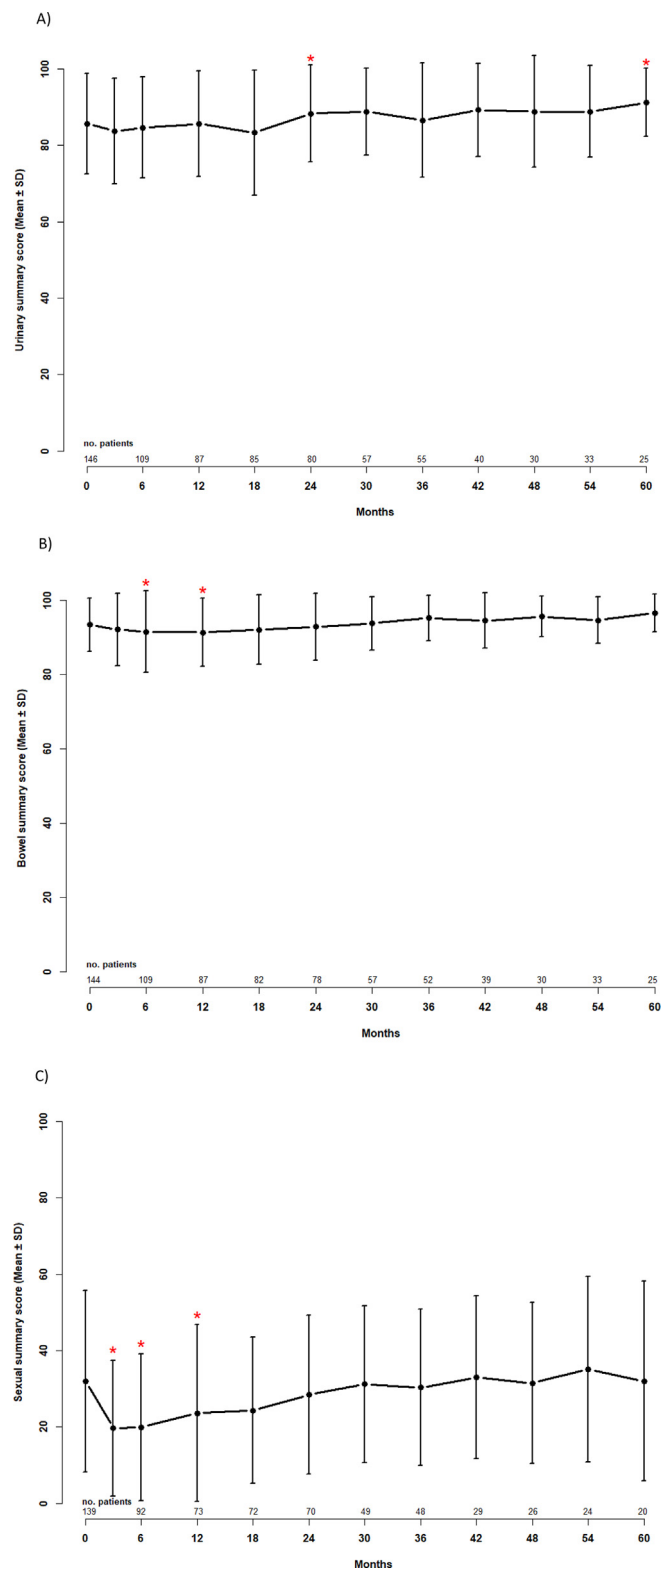 A)
*
*
100
80
60
40
20
0
Urinary summary score (Mean ± SD)
no. patients
146 109 87 85 80 57 55 40 30 33 25
0 6 12 18 24 30 36 42 48 54 60
Months
B)
*
*
100
80
60
40
20
0
Bowel summary score (Mean ± SD)
no. patients
144 109 87 82 78 57 52 39 30 33 25
0 6 12 18 24 30 36 42 48 54 60
Months
C)
100
80
60
40
20
0
Sexual summary score (Mean ± SD)
*
*
*
no. patients
139 92 73 72 70 49 48 29 26 24 20
0 6 12 18 24 30 36 42 48 54 60
Months